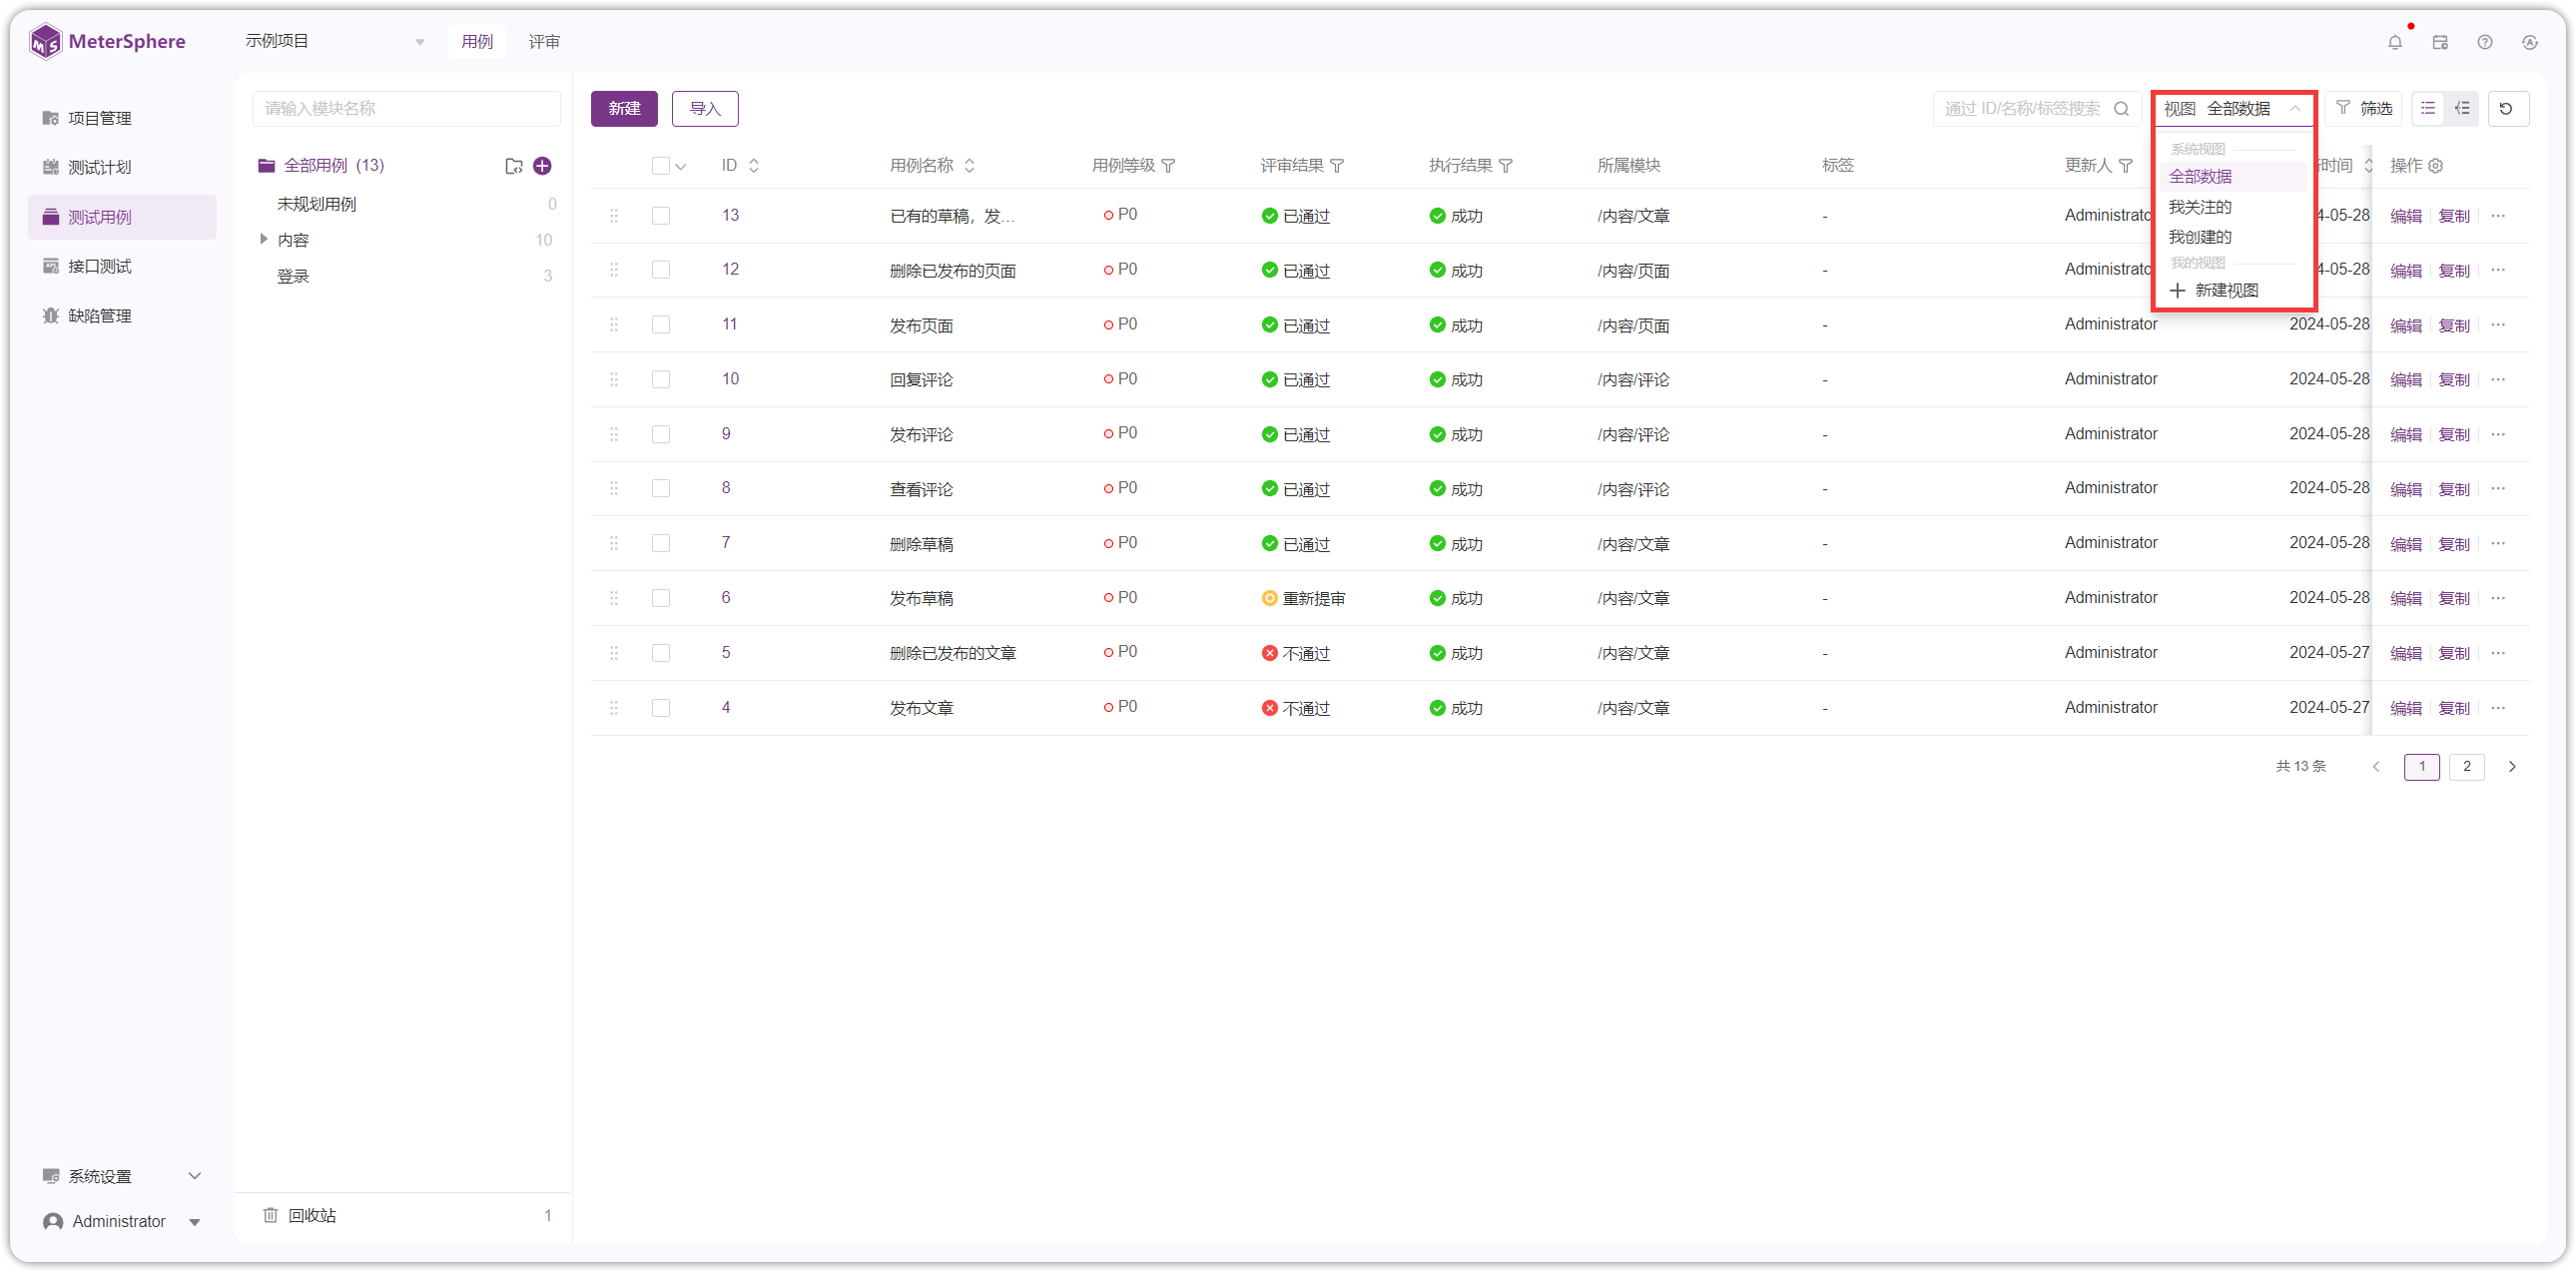 MeterSphere
示例项目
用例 评审
项目管理
测试计划
测试用例
接口测试
缺陷管理
系统设置
Administrator
请输入模块名称
全部用例 (13)
未规划用例 0
内容 10
登录 3
回收站 1
新建 导入 通过 ID/名称/标签搜索 视图 全部数据 筛选
系统视图
全部数据
我关注的
我创建的
我的视图
新建视图
ID 用例名称 用例等级 评审结果 执行结果 所属模块 标签 更新人 时间 操作
13 已有的草稿，发... P0 已通过 成功 /内容/文章 - Administrato 4-05-28 编辑 复制 ...
12 删除已发布的页面 P0 已通过 成功 /内容/页面 - Administrato 4-05-28 编辑 复制 ...
11 发布页面 P0 已通过 成功 /内容/页面 - Administrator 2024-05-28 编辑 复制 ...
10 回复评论 P0 已通过 成功 /内容/评论 - Administrator 2024-05-28 编辑 复制 ...
9 发布评论 P0 已通过 成功 /内容/评论 - Administrator 2024-05-28 编辑 复制 ...
8 查看评论 P0 已通过 成功 /内容/评论 - Administrator 2024-05-28 编辑 复制 ...
7 删除草稿 P0 已通过 成功 /内容/文章 - Administrator 2024-05-28 编辑 复制 ...
6 发布草稿 P0 重新提审 成功 /内容/文章 - Administrator 2024-05-28 编辑 复制 ...
5 删除已发布的文章 P0 不通过 成功 /内容/文章 - Administrator 2024-05-27 编辑 复制 ...
4 发布文章 P0 不通过 成功 /内容/文章 - Administrator 2024-05-27 编辑 复制 ...
共 13 条 1 2